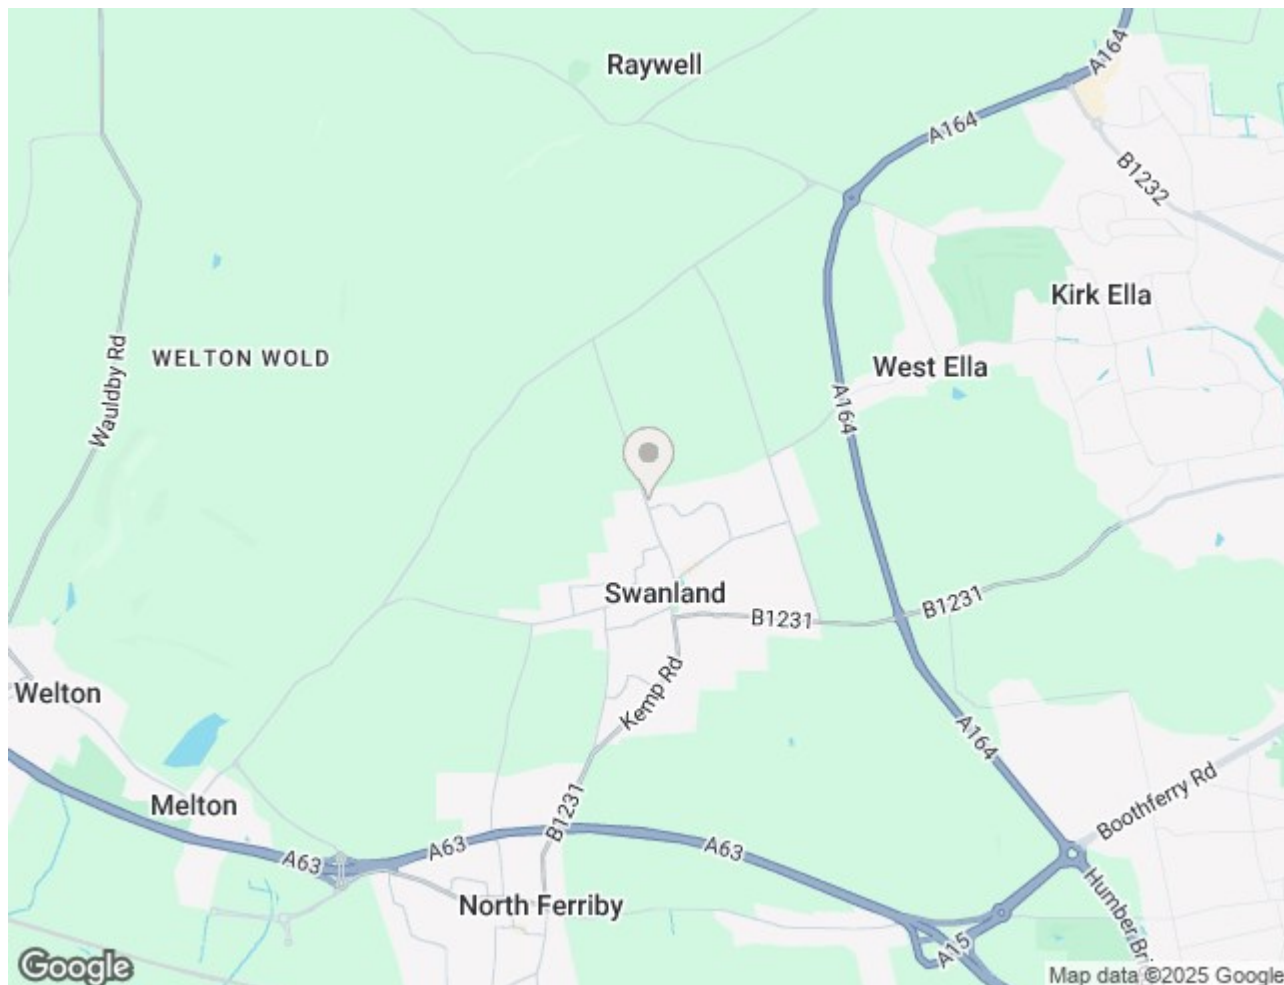 Raywell
A164
A164
B1232
Kirk Ella
WELTON WOLD
West Ella
Wauldby Rd
A164
Swanland
B1231
B1231
Kemp Rd
Welton
A164
Boothferry Rd
Melton
B1231
A63
A63
A63
North Ferriby
Humber Bri
A15
Google
Map data ©2025 Google